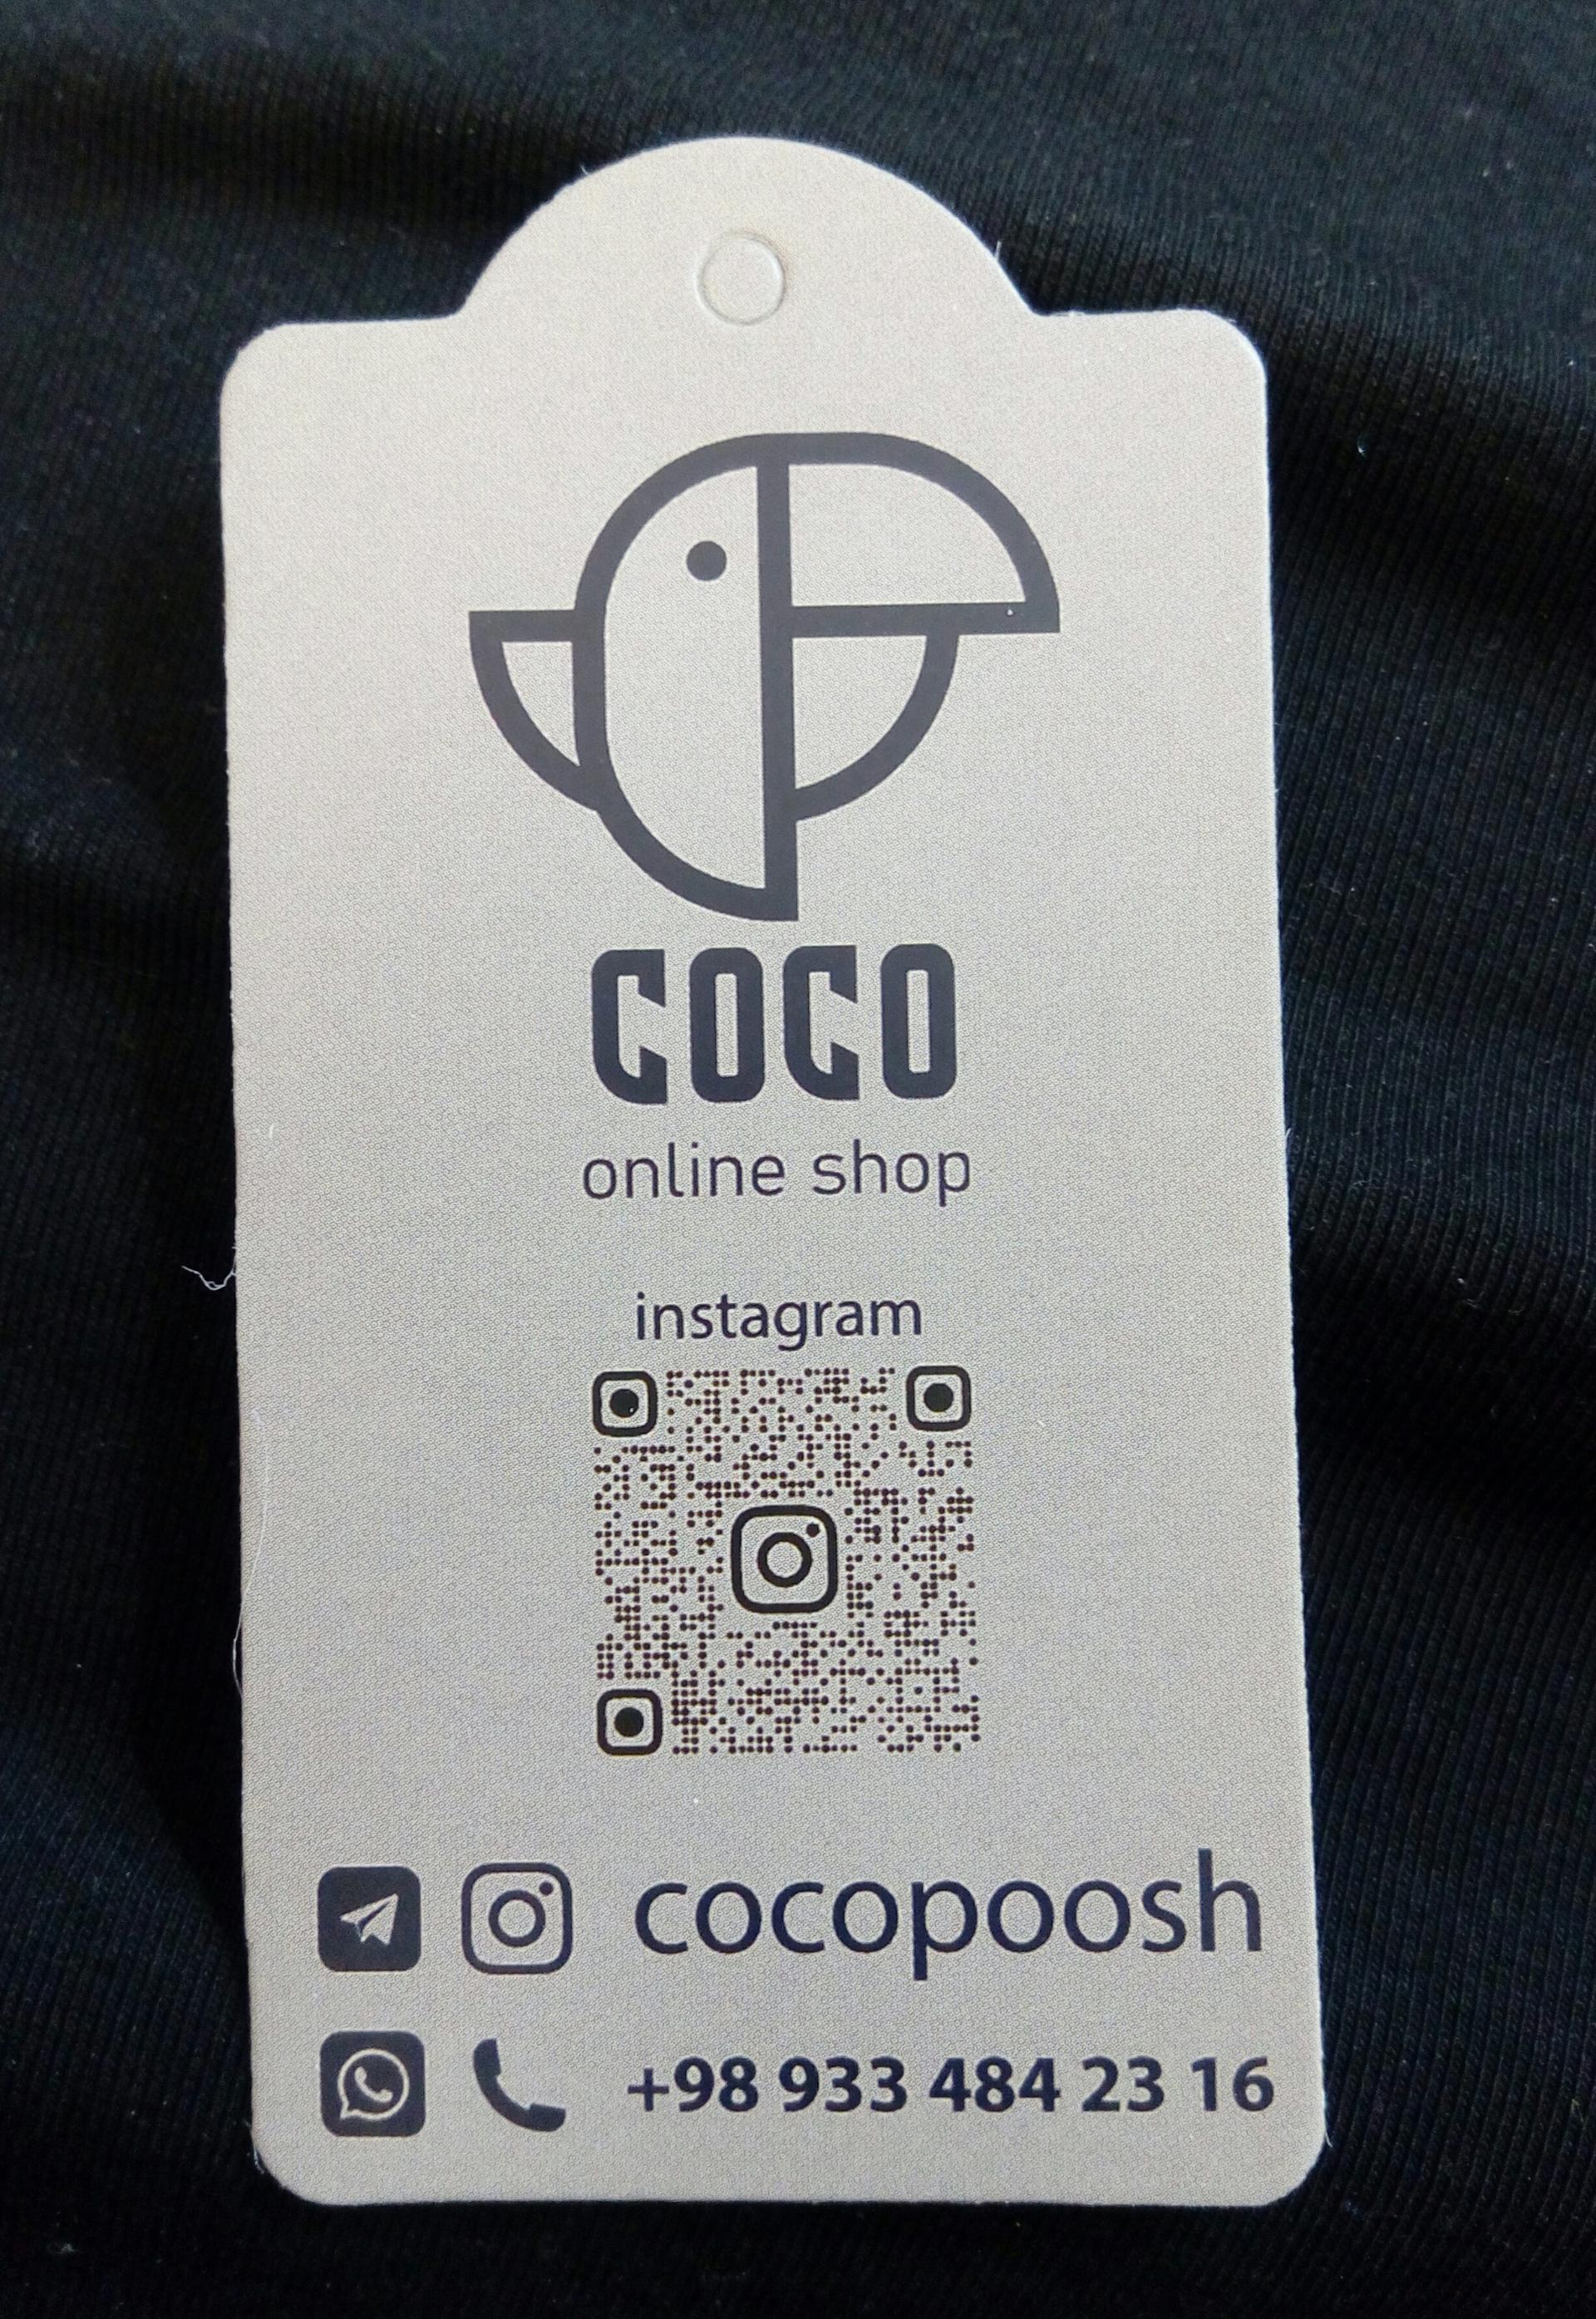 COCO
online shop
instagram
cocopoosh
+98 933 484 23 16